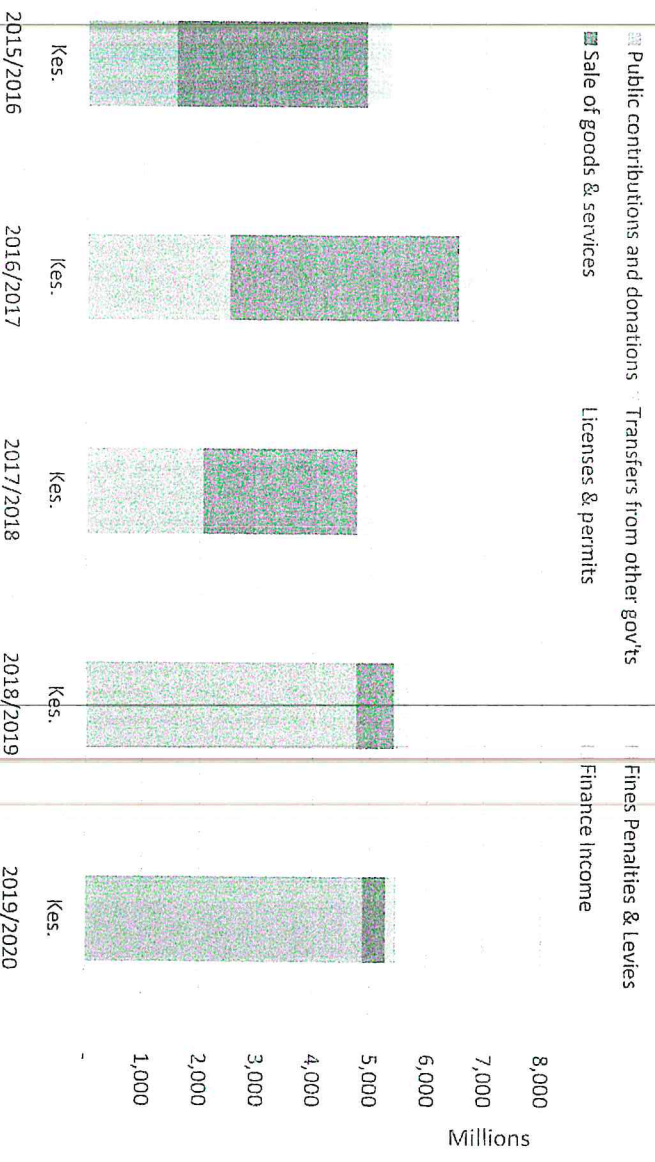 Public contributions and donations Transfers from other gov'ts Fines Penalties & Levies
Sale of goods & services Licenses & permits Finance Income
Millions
8,000
7,000
6,000
5,000
4,000
3,000
2,000
1,000
-
Kes. Kes. Kes. Kes. Kes.
2015/2016 2016/2017 2017/2018 2018/2019 2019/2020